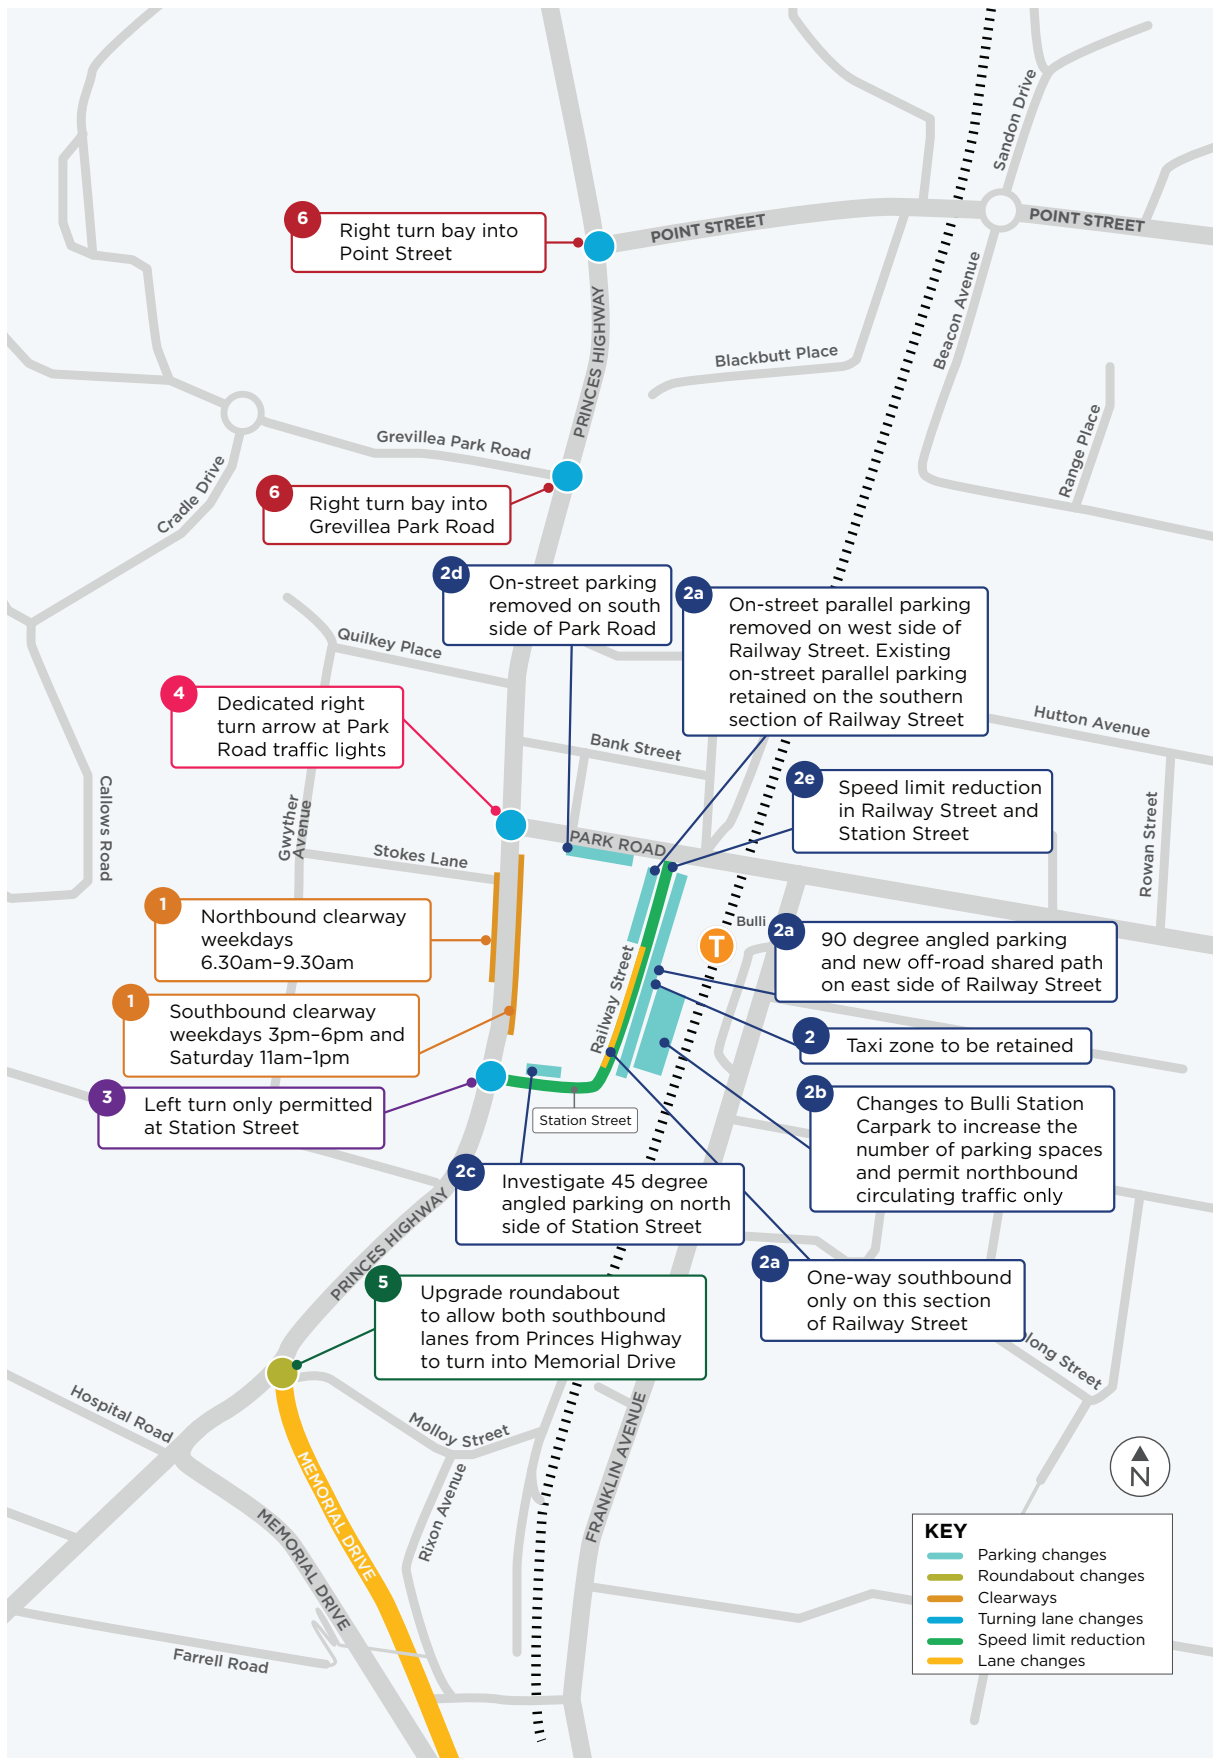 Sandon Drive
6
Right turn bay into
Point Street
POINT STREET
POINT STREET
PRINCES HIGHWAY
Blackbutt Place
Beacon Avenue
Range Place
Grevillea Park Road
Cradle Drive
6
Right turn bay into
Grevillea Park Road
2d
On-street parking
removed on south
side of Park Road
2a
On-street parallel parking
removed on west side of
Railway Street. Existing
on-street parallel parking
retained on the southern
section of Railway Street
Quilkey Place
4
Dedicated right
turn arrow at Park
Road traffic lights
Bank Street
Hutton Avenue
2e
Speed limit reduction
in Railway Street and
Station Street
Callows Road
Gwyther
Avenue
Stokes Lane
PARK ROAD
Rowan Street
1
Northbound clearway
weekdays
6.30am–9.30am
T
Bulli
2a
90 degree angled parking
and new off-road shared path
on east side of Railway Street
Railway Street
1
Southbound clearway
weekdays 3pm–6pm and
Saturday 11am–1pm
2
Taxi zone to be retained
3
Left turn only permitted
at Station Street
Station Street
2b
Changes to Bulli Station
Carpark to increase the
number of parking spaces
and permit northbound
circulating traffic only
2c
Investigate 45 degree
angled parking on north
side of Station Street
PRINCES HIGHWAY
2a
One-way southbound
only on this section
of Railway Street
5
Upgrade roundabout
to allow both southbound
lanes from Princes Highway
to turn into Memorial Drive
long Street
Hospital Road
Molloy Street
Rixon Avenue
FRANKLIN AVENUE
MEMORIAL DRIVE
MEMORIAL DRIVE
Farrell Road
N
KEY
Parking changes
Roundabout changes
Clearways
Turning lane changes
Speed limit reduction
Lane changes